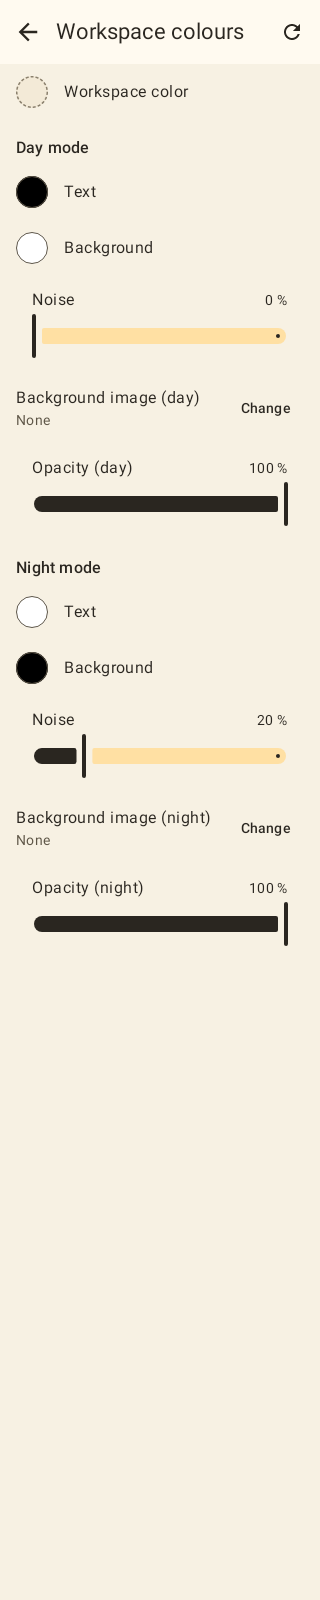 Workspace colours
Workspace color
Day mode
Text
Background
Noise 0 %
Background image (day)
None
Change
Opacity (day) 100 %
Night mode
Text
Background
Noise 20 %
Background image (night)
None
Change
Opacity (night) 100 %